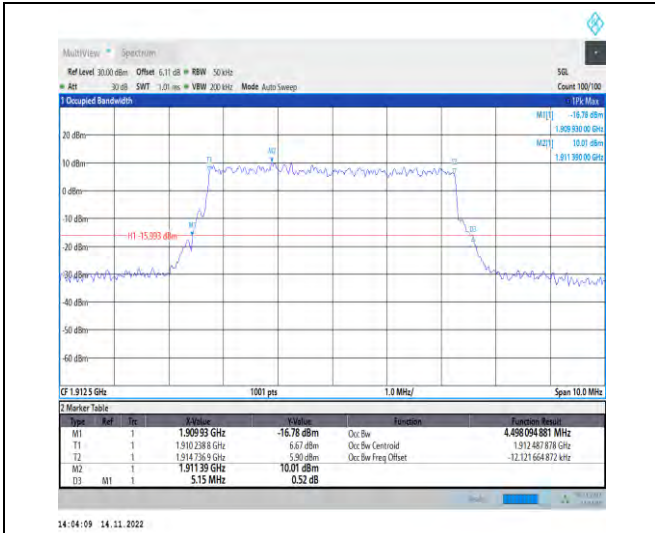 MultiView Spectrum
Ref Level 30.00 dBm Offset 6.11 dB RBW 50 kHz SGL
Att 30 dB SWT 1.01 ms VBW 200 kHz Mode Auto Sweep Count 100/100
1 Occupied Bandwidth 1Pk Max
M1[1] -16.78 dBm
1.909 930 00 GHz
M2[1] 10.01 dBm
1.911 390 00 GHz
20 dBm
M2
T1 T2
10 dBm
0 dBm
-10 dBm
M1 D3
H1 -15.993 dBm
-20 dBm
-30 dBm
-40 dBm
-50 dBm
-60 dBm
CF 1.912 5 GHz 1001 pts 1.0 MHz/ Span 10.0 MHz
2 Marker Table
Type Ref Trc X-Value Y-Value Function Function Result
M1 1 1.909 93 GHz -16.78 dBm Occ Bw 4.498 094 881 MHz
T1 1 1.910 238 8 GHz 6.67 dBm Occ Bw Centroid 1.912 487 878 GHz
T2 1 1.914 736 9 GHz 5.90 dBm Occ Bw Freq Offset -12.121 664 872 kHz
M2 1 1.911 39 GHz 10.01 dBm
D3 M1 1 5.15 MHz 0.52 dB
14:04:09 14.11.2022